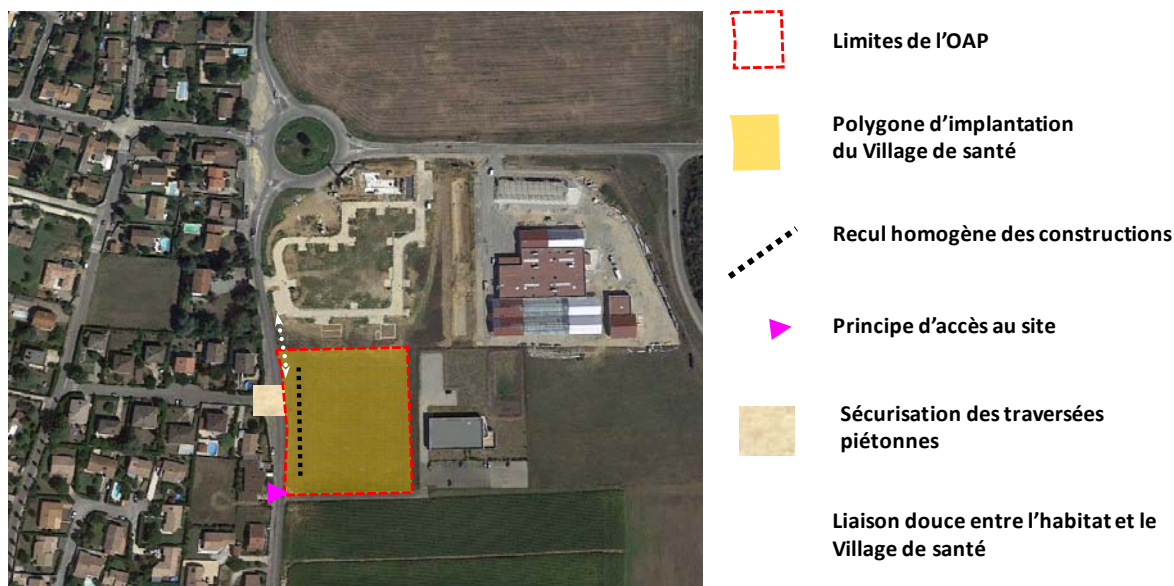 Limites de l'OAP
Polygone d'implantation
du Village de santé
Recul homogène des constructions
Principe d'accès au site
Sécurisation des traversées
piétonnes
Liaison douce entre l'habitat et le
Village de santé